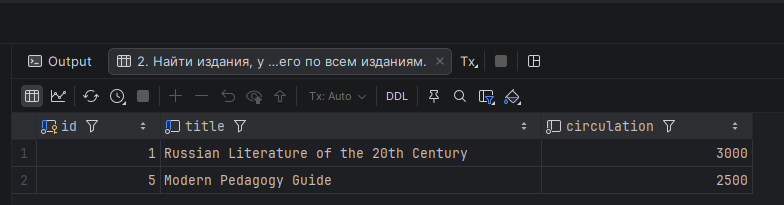 Output 2. Найти издания, у ...его по всем изданиям. × Tx
Tx: Auto DDL
id title circulation
1 1 Russian Literature of the 20th Century 3000
2 5 Modern Pedagogy Guide 2500